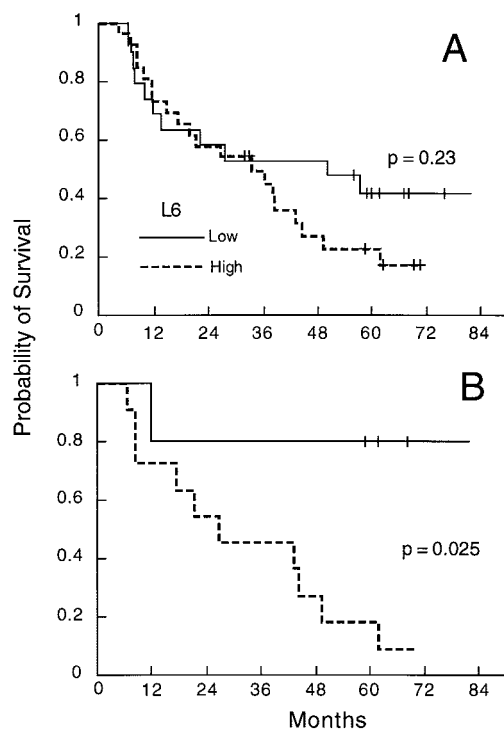 Probability of Survival
A
1
0.8
0.6
0.4
0.2
0
p = 0.23
L6
Low
High
0 12 24 36 48 60 72 84
B
1
0.8
0.6
0.4
0.2
0
p = 0.025
0 12 24 36 48 60 72 84
Months